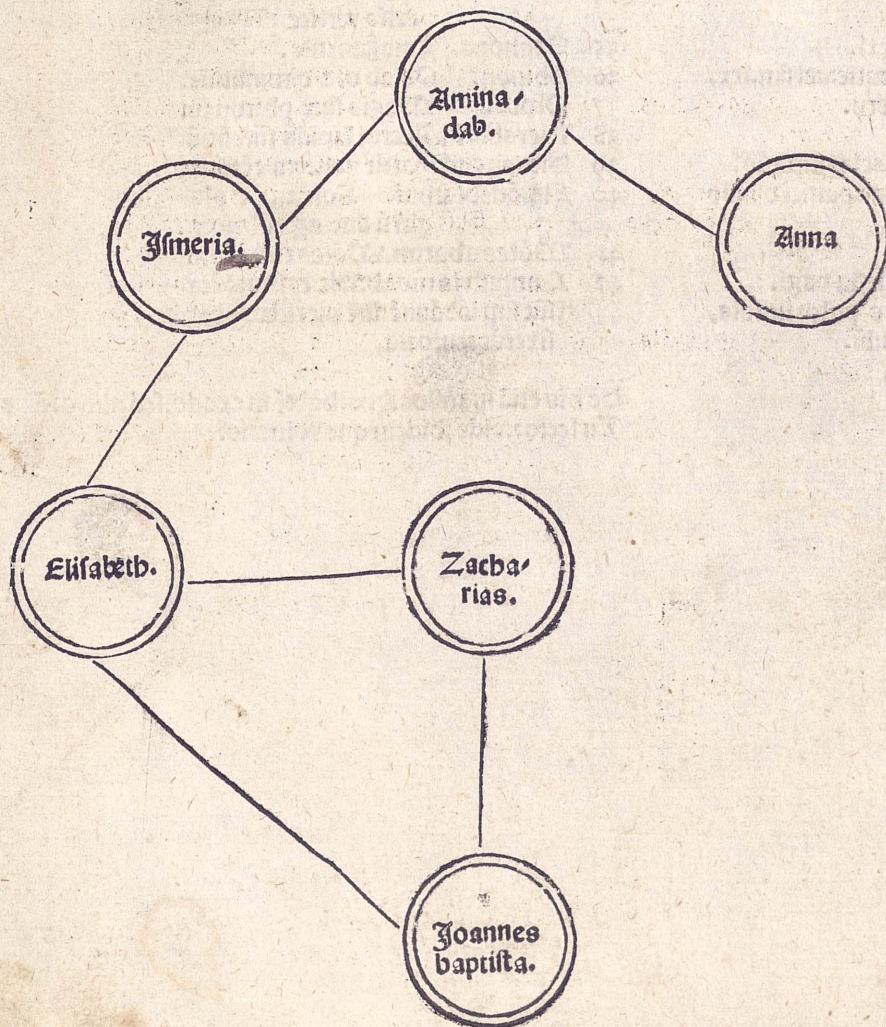 Amina⸗
dab.
Iſmeria.
Anna
Eliſabeth.
Zacha⸗
rias.
Joannes
baptiſta.